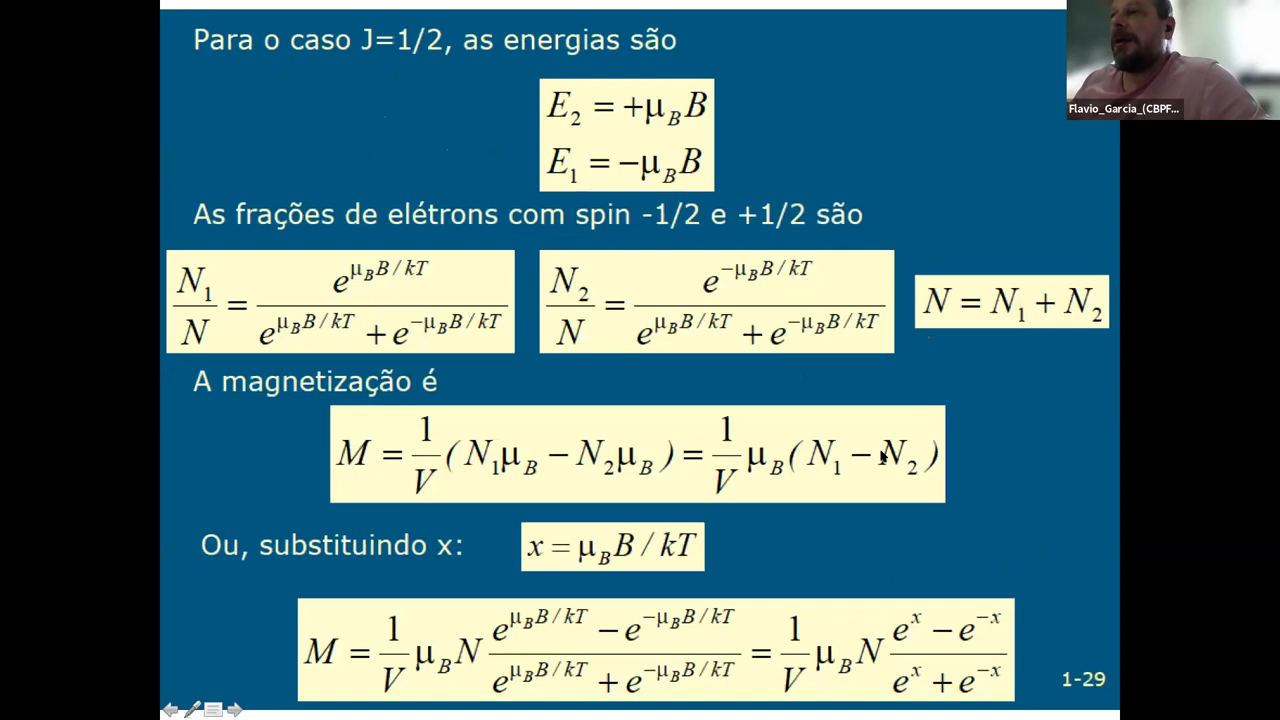 Para o caso J=1/2, as energias são
E₂ = +μ_B B
E₁ = −μ_B B
As frações de elétrons com spin -1/2 e +1/2 são
N₁/N = e^{μ_B B/kT} / (e^{μ_B B/kT} + e^{−μ_B B/kT})
N₂/N = e^{−μ_B B/kT} / (e^{μ_B B/kT} + e^{−μ_B B/kT})
N = N₁ + N₂
A magnetização é
M = 1/V (N₁μ_B − N₂μ_B) = 1/V μ_B (N₁ − N₂)
Ou, substituindo x:
x = μ_B B / kT
M = 1/V μ_B N (e^{μ_B B/kT} − e^{−μ_B B/kT}) / (e^{μ_B B/kT} + e^{−μ_B B/kT}) = 1/V μ_B N (e^x − e^{−x}) / (e^x + e^{−x})
1-29
Flavio_Garcia_(CBPF...